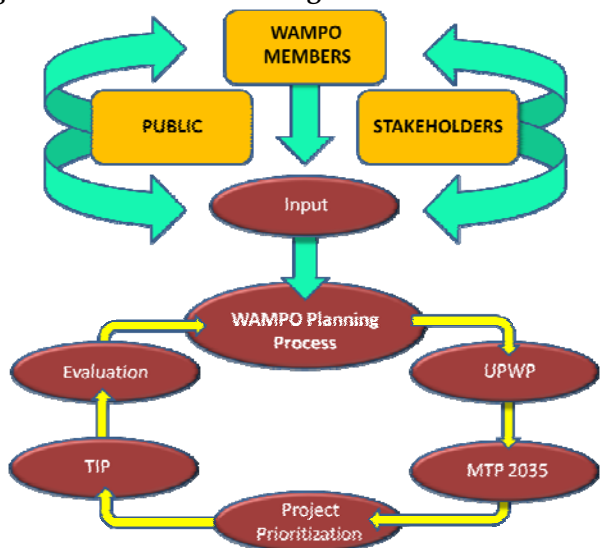 WAMPO
MEMBERS
PUBLIC
STAKEHOLDERS
Input
WAMPO Planning
Process
Evaluation
UPWP
TIP
MTP 2035
Project
Prioritization